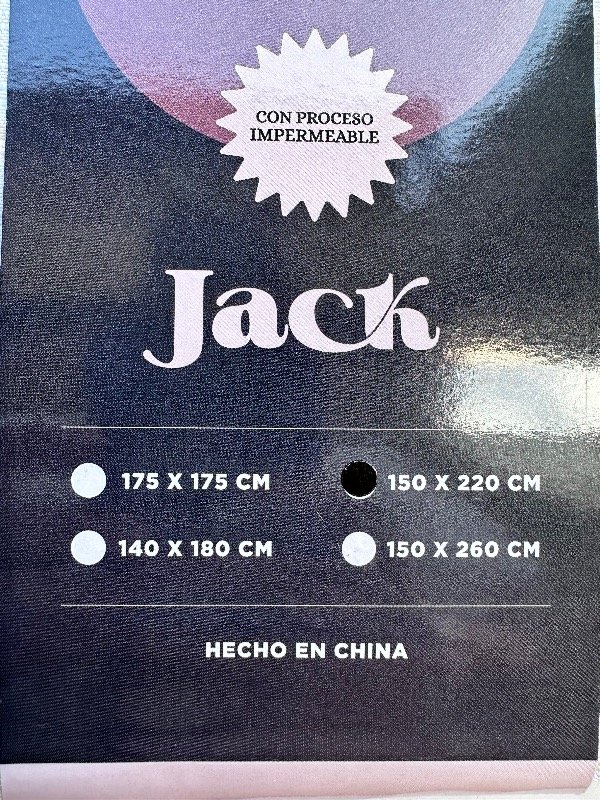 CON PROCESO
IMPERMEABLE
Jack
175 X 175 CM
150 X 220 CM
140 X 180 CM
150 X 260 CM
HECHO EN CHINA